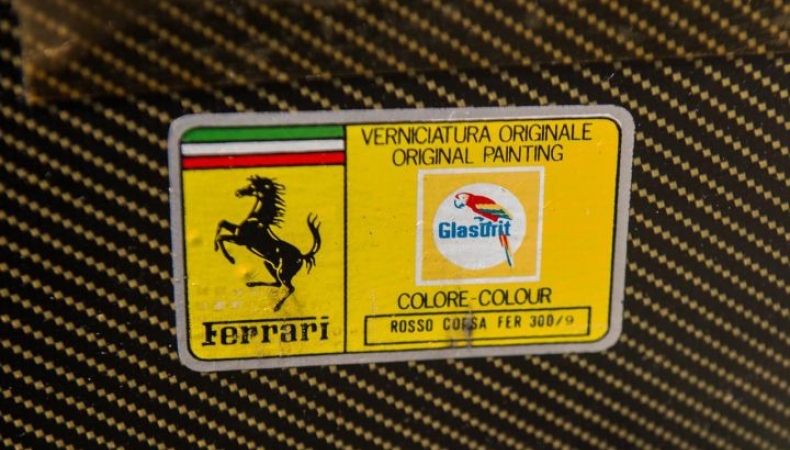 VERNICIATURA ORIGINALE
ORIGINAL PAINTING
Glasurit
COLORE-COLOUR
ROSSO CORSA FER 300/9
Ferrari